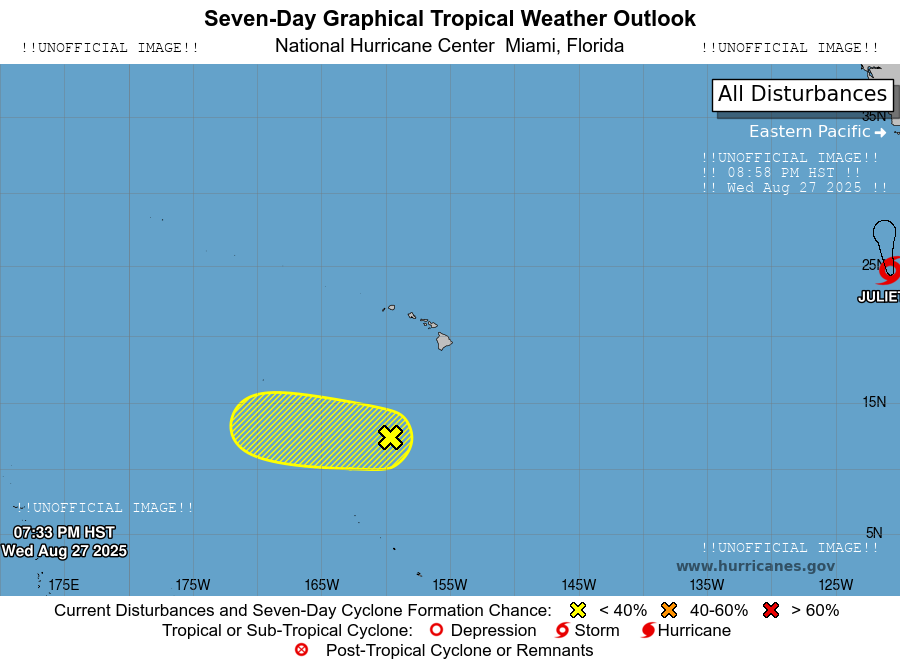 Seven-Day Graphical Tropical Weather Outlook
!!UNOFFICIAL IMAGE!! National Hurricane Center Miami, Florida !!UNOFFICIAL IMAGE!!
All Disturbances
35N
Eastern Pacific
!!UNOFFICIAL IMAGE!!
!! 08:58 PM HST !!
!! Wed Aug 27 2025 !!
25N
JULIET
15N
!!UNOFFICIAL IMAGE!!
07:33 PM HST
5N
Wed Aug 27 2025
!!UNOFFICIAL IMAGE!!
www.hurricanes.gov
175E 175W 165W 155W 145W 135W 125W
Current Disturbances and Seven-Day Cyclone Formation Chance: < 40% 40-60% > 60%
Tropical or Sub-Tropical Cyclone: Depression Storm Hurricane
Post-Tropical Cyclone or Remnants